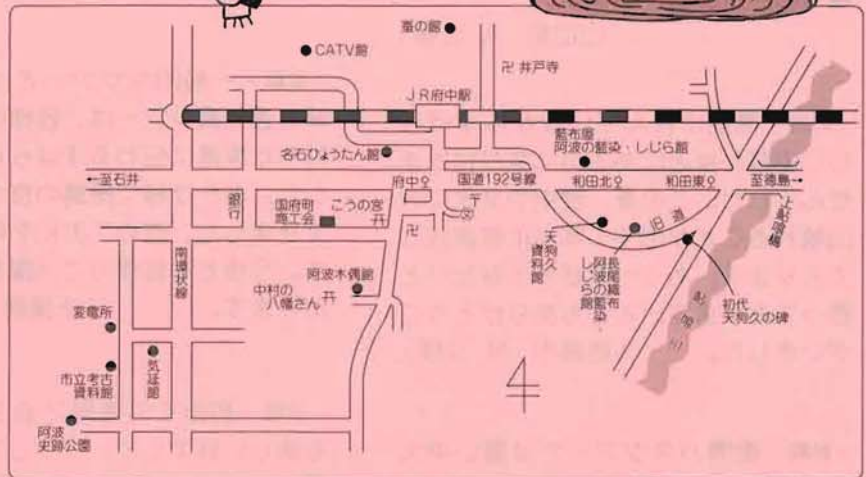 蚕の館
CATV館
卍 井戸寺
JR府中駅
藍布屋
阿波の藍染・しじら館
名石ひょうたん館
←至石井
府中
国道192号線
和田北
和田東
至徳島→
上鮎喰橋
銀行
国府町
商工会
こうの宮
〒
文
卍
旧道
天狗久
資料館
長尾織布
阿波の藍染・
しじら館
鮎喰川
初代
天狗久の碑
南環状線
阿波木偶館
中村の
八幡さん
変電所
気延館
市立考古
資料館
阿波
史跡公園